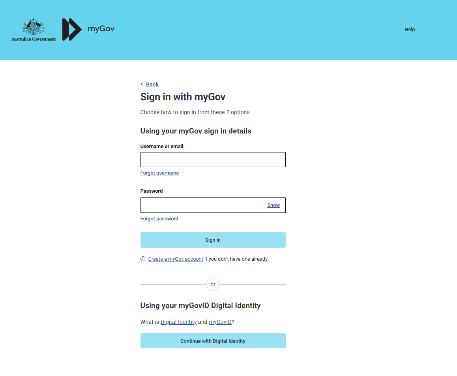 Australian Government
myGov
Help
Back
Sign in with myGov
Choose how to sign in from these 2 options
Using your myGov sign in details
Username or email
Forgot username
Password
Show
Forgot password
Sign in
Create a myGov account if you don't have one already.
or
Using your myGovID Digital Identity
What is Digital Identity and myGovID?
Continue with Digital Identity